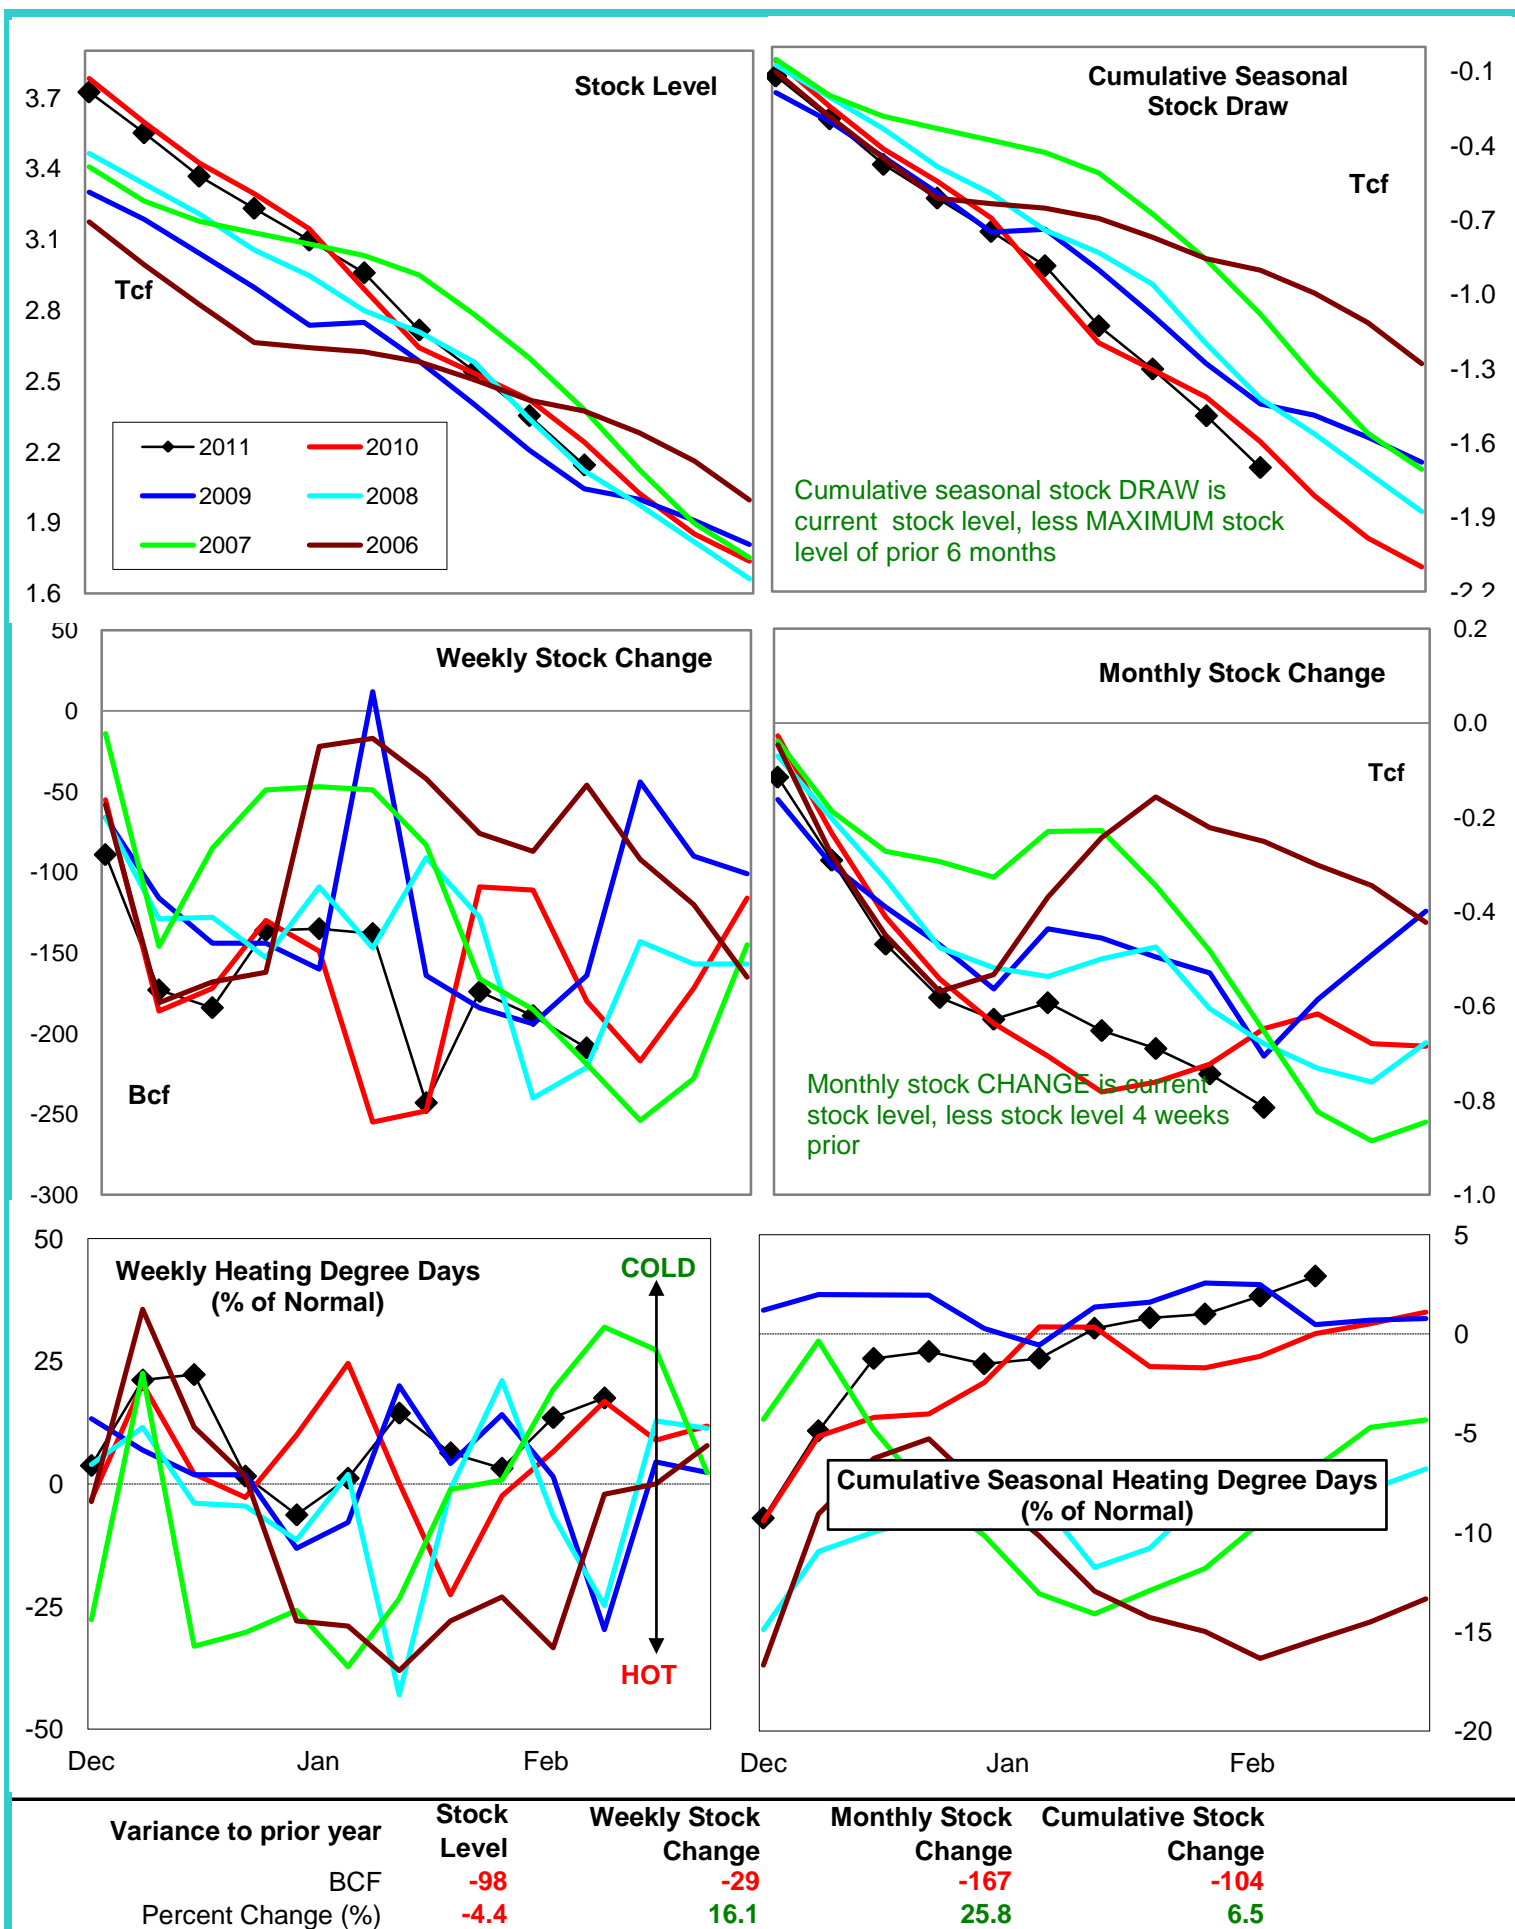 Stock Level
3.7
3.4
3.1
2.8
2.5
2.2
1.9
1.6
Tcf
2011 2010
2009 2008
2007 2006
Cumulative Seasonal
Stock Draw
Tcf
-0.1
-0.4
-0.7
-1.0
-1.3
-1.6
-1.9
-2.2
Cumulative seasonal stock DRAW is
current stock level, less MAXIMUM stock
level of prior 6 months
Weekly Stock Change
50
0
-50
-100
-150
-200
-250
-300
Bcf
Monthly Stock Change
Tcf
0.2
0.0
-0.2
-0.4
-0.6
-0.8
-1.0
Monthly stock CHANGE is current
stock level, less stock level 4 weeks
prior
Weekly Heating Degree Days
(% of Normal)
COLD
HOT
50
25
0
-25
-50
Dec Jan Feb
Cumulative Seasonal Heating Degree Days
(% of Normal)
5
0
-5
-10
-15
-20
Dec Jan Feb
Variance to prior year
Stock
Level
Weekly Stock
Change
Monthly Stock
Change
Cumulative Stock
Change
BCF -98 -29 -167 -104
Percent Change (%) -4.4 16.1 25.8 6.5